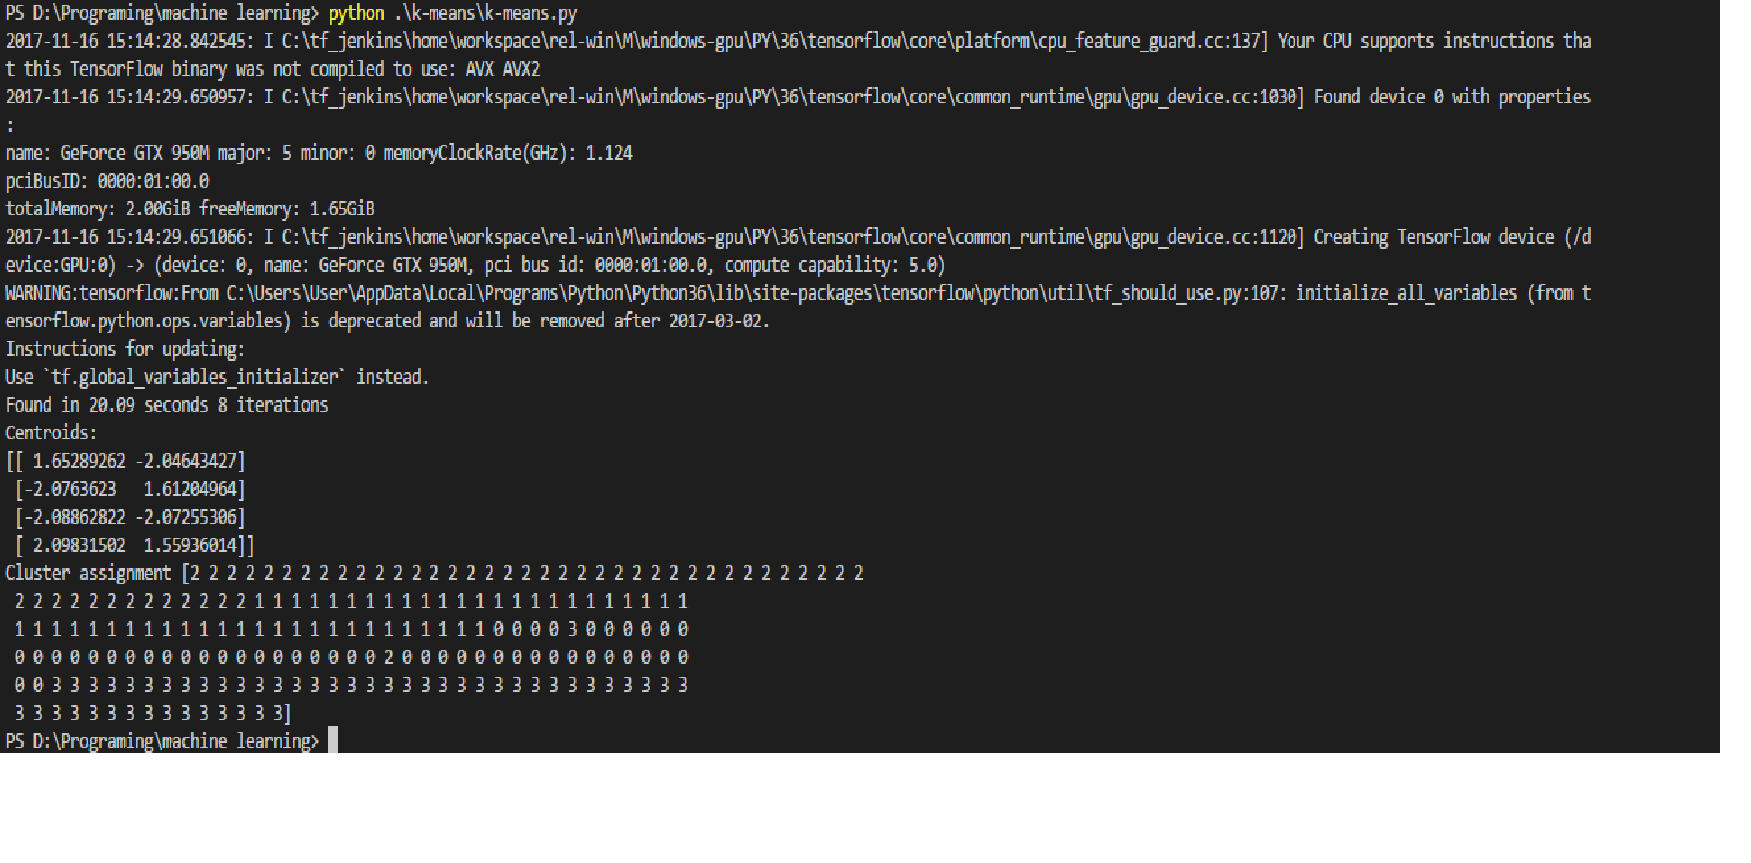 PS D:\Programing\machine learning> python .\k-means\k-means.py
2017-11-16 15:14:28.842545: I C:\tf_jenkins\home\workspace\rel-win\M\windows-gpu\PY\36\tensorflow\core\platform\cpu_feature_guard.cc:137] Your CPU supports instructions tha
t this TensorFlow binary was not compiled to use: AVX AVX2
2017-11-16 15:14:29.650957: I C:\tf_jenkins\home\workspace\rel-win\M\windows-gpu\PY\36\tensorflow\core\common_runtime\gpu\gpu_device.cc:1030] Found device 0 with properties
:
name: GeForce GTX 950M major: 5 minor: 0 memoryClockRate(GHz): 1.124
pciBusID: 0000:01:00.0
totalMemory: 2.00GiB freeMemory: 1.65GiB
2017-11-16 15:14:29.651066: I C:\tf_jenkins\home\workspace\rel-win\M\windows-gpu\PY\36\tensorflow\core\common_runtime\gpu\gpu_device.cc:1120] Creating TensorFlow device (/d
evice:GPU:0) -> (device: 0, name: GeForce GTX 950M, pci bus id: 0000:01:00.0, compute capability: 5.0)
WARNING:tensorflow:From C:\Users\User\AppData\Local\Programs\Python\Python36\lib\site-packages\tensorflow\python\util\tf_should_use.py:107: initialize_all_variables (from t
ensorflow.python.ops.variables) is deprecated and will be removed after 2017-03-02.
Instructions for updating:
Use `tf.global_variables_initializer` instead.
Found in 20.09 seconds 8 iterations
Centroids:
[[ 1.65289262 -2.04643427]
 [-2.0763623   1.61204964]
 [-2.08862822 -2.07255306]
 [ 2.09831502  1.55936014]]
Cluster assignment [2 2 2 2 2 2 2 2 2 2 2 2 2 2 2 2 2 2 2 2 2 2 2 2 2 2 2 2 2 2 2 2 2 2 2 2 2
 2 2 2 2 2 2 2 2 2 2 2 2 2 1 1 1 1 1 1 1 1 1 1 1 1 1 1 1 1 1 1 1 1 1 1 1 1
 1 1 1 1 1 1 1 1 1 1 1 1 1 1 1 1 1 1 1 1 1 1 1 1 1 1 0 0 0 0 3 0 0 0 0 0 0
 0 0 0 0 0 0 0 0 0 0 0 0 0 0 0 0 0 0 0 0 2 0 0 0 0 0 0 0 0 0 0 0 0 0 0 0 0
 0 0 3 3 3 3 3 3 3 3 3 3 3 3 3 3 3 3 3 3 3 3 3 3 3 3 3 3 3 3 3 3 3 3 3 3 3
 3 3 3 3 3 3 3 3 3 3 3 3 3 3 3]
PS D:\Programing\machine learning>